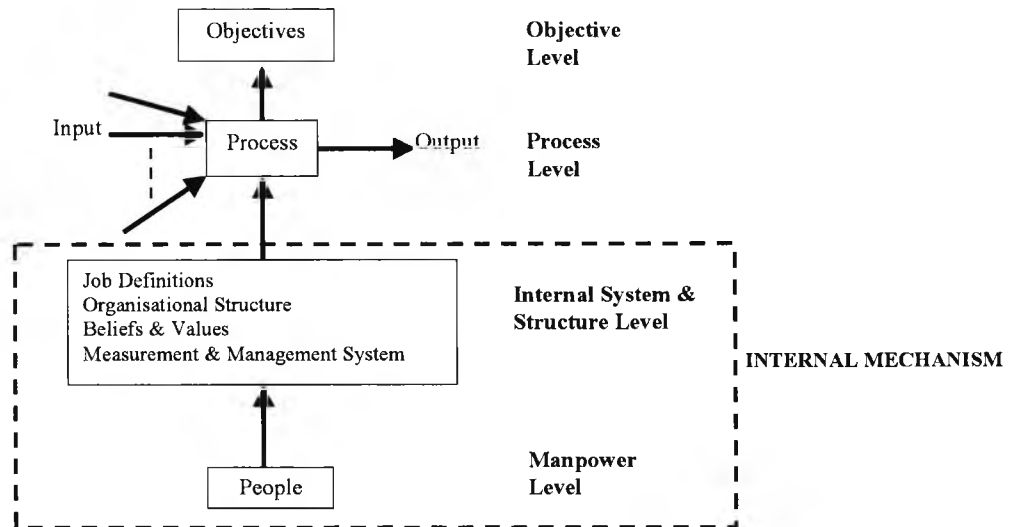 Objectives
Objective
Level
Input
Process
Output
Process
Level
Job Definitions
Organisational Structure
Beliefs & Values
Measurement & Management System
Internal System &
Structure Level
INTERNAL MECHANISM
People
Manpower
Level